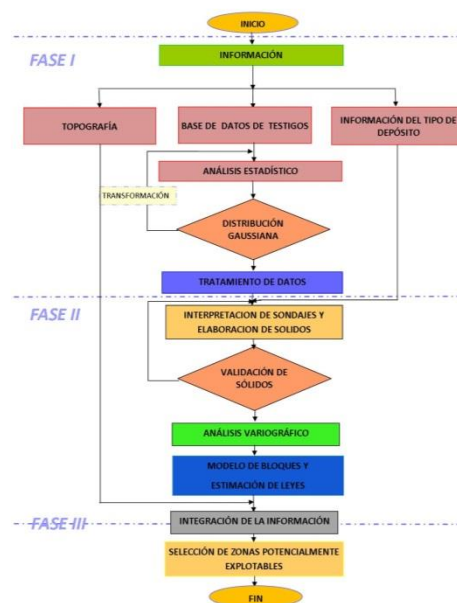 INICIO
FASE I
INFORMACIÓN
TOPOGRAFÍA
BASE DE DATOS DE TESTIGOS
INFORMACIÓN DEL TIPO DE
DEPÓSITO
ANÁLISIS ESTADÍSTICO
TRANSFORMACIÓN
DISTRIBUCIÓN
GAUSSIANA
TRATAMIENTO DE DATOS
FASE II
INTERPRETACION DE SONDAJES Y
ELABORACION DE SOLIDOS
VALIDACIÓN DE
SÓLIDOS
ANÁLISIS VARIOGRÁFICO
MODELO DE BLOQUES Y
ESTIMACIÓN DE LEYES
FASE III
INTEGRACIÓN DE LA INFORMACIÓN
SELECCIÓN DE ZONAS POTENCIALMENTE
EXPLOTABLES
FIN